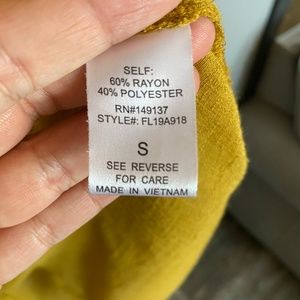 SELF:
60% RAYON
40% POLYESTER
RN#149137
STYLE#: FL19A918
S
SEE REVERSE
FOR CARE
MADE IN VIETNAM